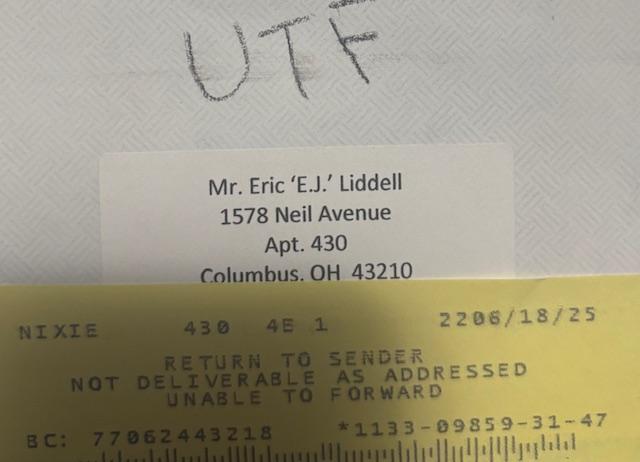 UTF
Mr. Eric 'E.J.' Liddell
1578 Neil Avenue
Apt. 430
Columbus, OH 43210
NIXIE 430 4E 1 2206/18/25
RETURN TO SENDER
NOT DELIVERABLE AS ADDRESSED
UNABLE TO FORWARD
BC: 77062443218 *1133-09859-31-47